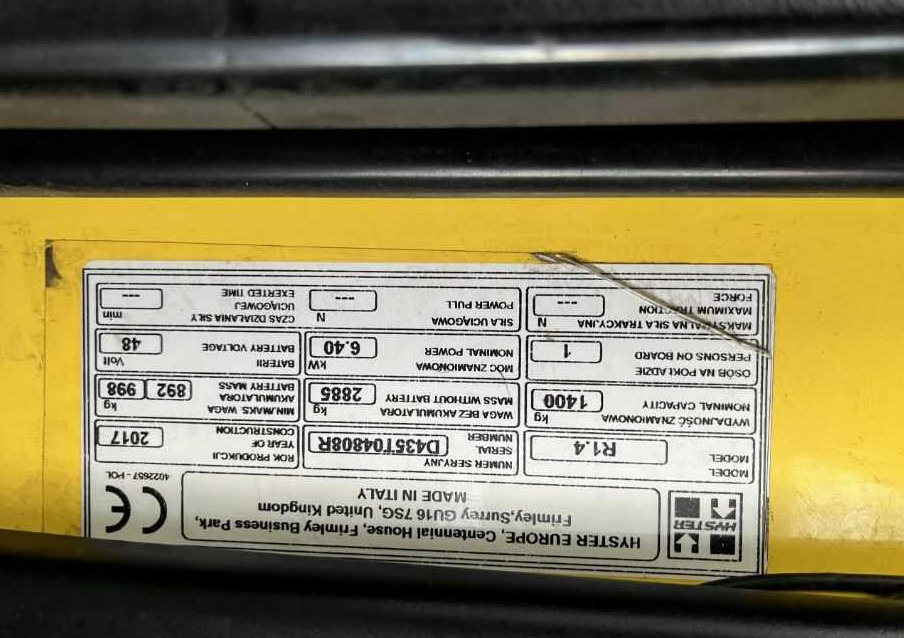 HYSTER
HYSTER EUROPE, Centennial House, Frimley Business Park,
Frimley,Surrey GU16 7SG, United Kingdom
MADE IN ITALY
CE
4022657 - POL
MODEL
MODEL
R1.4
NUMER SERYJNY
SERIAL
NUMBER
D435T04808R
ROK PRODUKCJI
YEAR OF
CONSTRUCTION
2017
WYDAJNOŚĆ ZNAMIONOWA
NOMINAL CAPACITY
1400
kg
WAGA BEZ AKUMULATORA
MASS WITHOUT BATTERY
2885
kg
MIN./MAKS. WAGA
AKUMULATORA
BATTERY MASS
892 998
kg
OSÓB NA POKŁADZIE
PERSONS ON BOARD
1
MOC ZNAMIONOWA
NOMINAL POWER
6.40
kW
BATERII
BATTERY VOLTAGE
48
Volt
MAKSYMALNA SIŁA TRAKCYJNA
MAXIMUM TRACTION
FORCE
---
N
SIŁA UCIĄGOWA
POWER PULL
---
N
CZAS DZIAŁANIA SIŁY
UCIĄGOWEJ
EXERTED TIME
---
min